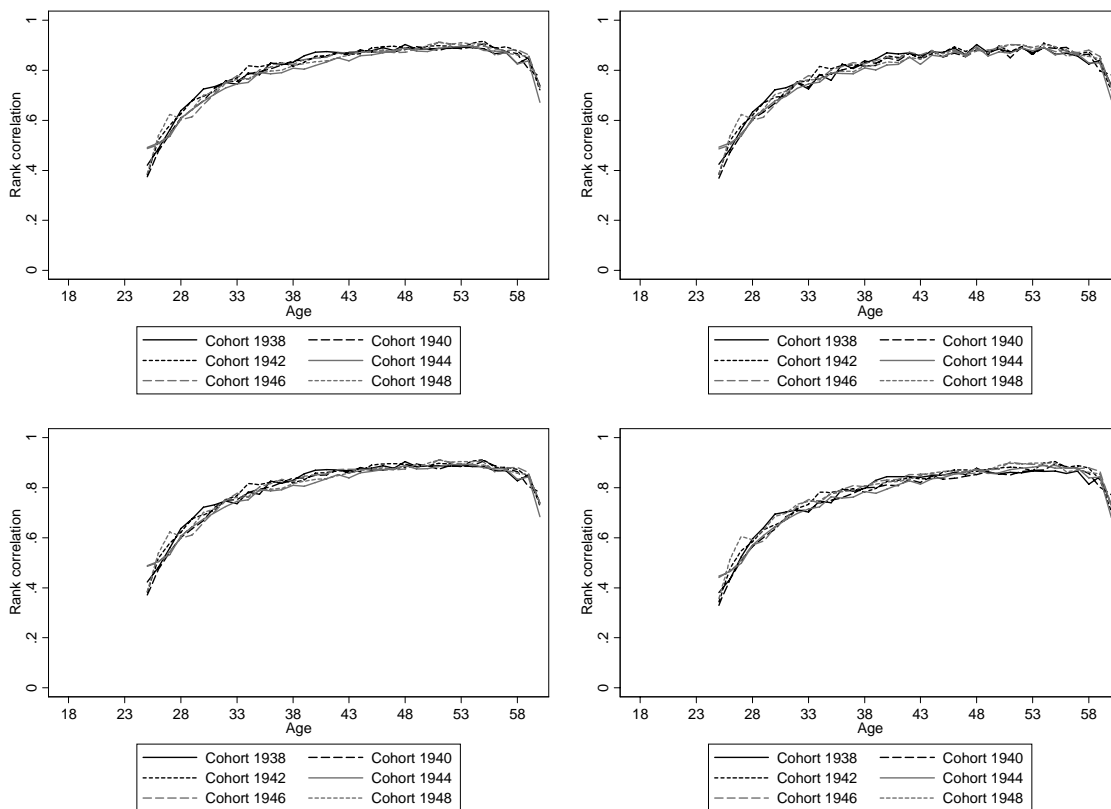 Rank correlation
0 .2 .4 .6 .8 1
18 23 28 33 38 43 48 53 58
Age
Cohort 1938 Cohort 1940
Cohort 1942 Cohort 1944
Cohort 1946 Cohort 1948
Rank correlation
0 .2 .4 .6 .8 1
18 23 28 33 38 43 48 53 58
Age
Cohort 1938 Cohort 1940
Cohort 1942 Cohort 1944
Cohort 1946 Cohort 1948
Rank correlation
0 .2 .4 .6 .8 1
18 23 28 33 38 43 48 53 58
Age
Cohort 1938 Cohort 1940
Cohort 1942 Cohort 1944
Cohort 1946 Cohort 1948
Rank correlation
0 .2 .4 .6 .8 1
18 23 28 33 38 43 48 53 58
Age
Cohort 1938 Cohort 1940
Cohort 1942 Cohort 1944
Cohort 1946 Cohort 1948